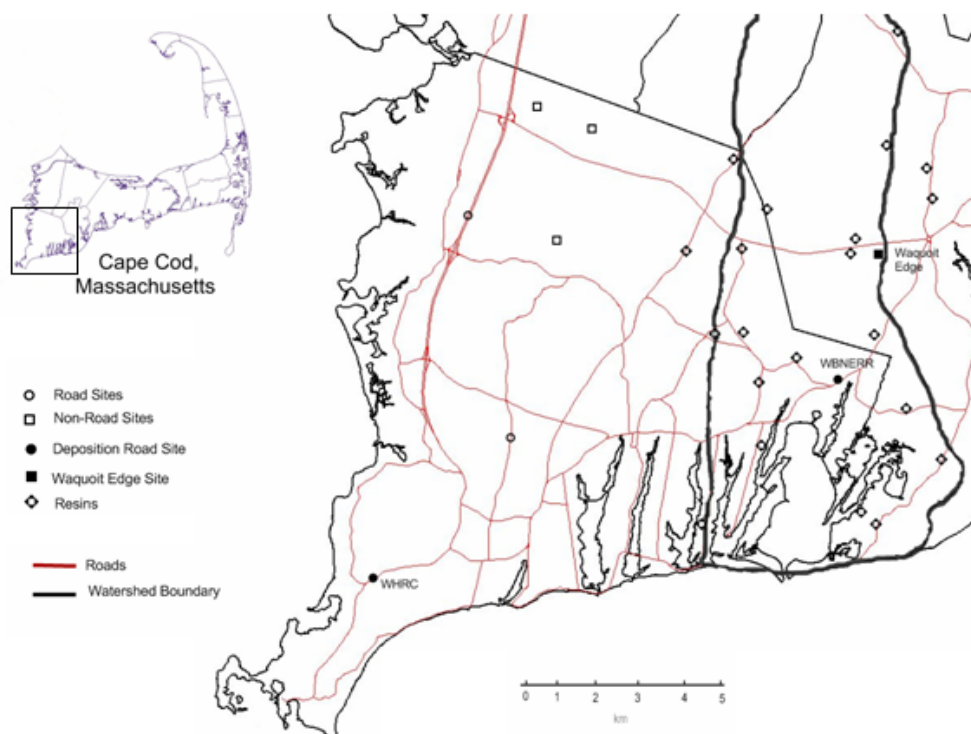 Cape Cod,
Massachusetts
Road Sites
Non-Road Sites
Deposition Road Site
Waquoit Edge Site
Resins
Roads
Watershed Boundary
Waquoit
Edge
WBNERR
WHRC
0 1 2 4 5
km